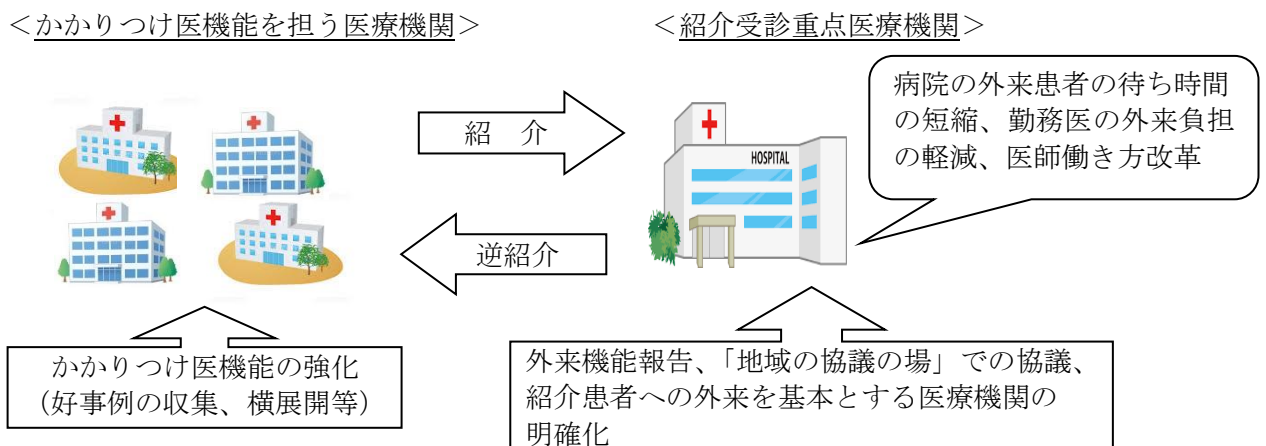 ＜かかりつけ医機能を担う医療機関＞
＜紹介受診重点医療機関＞
病院の外来患者の待ち時間
の短縮、勤務医の外来負担
の軽減、医師働き方改革
紹　介
HOSPITAL
逆紹介
かかりつけ医機能の強化
（好事例の収集、横展開等）
外来機能報告、「地域の協議の場」での協議、
紹介患者への外来を基本とする医療機関の
明確化